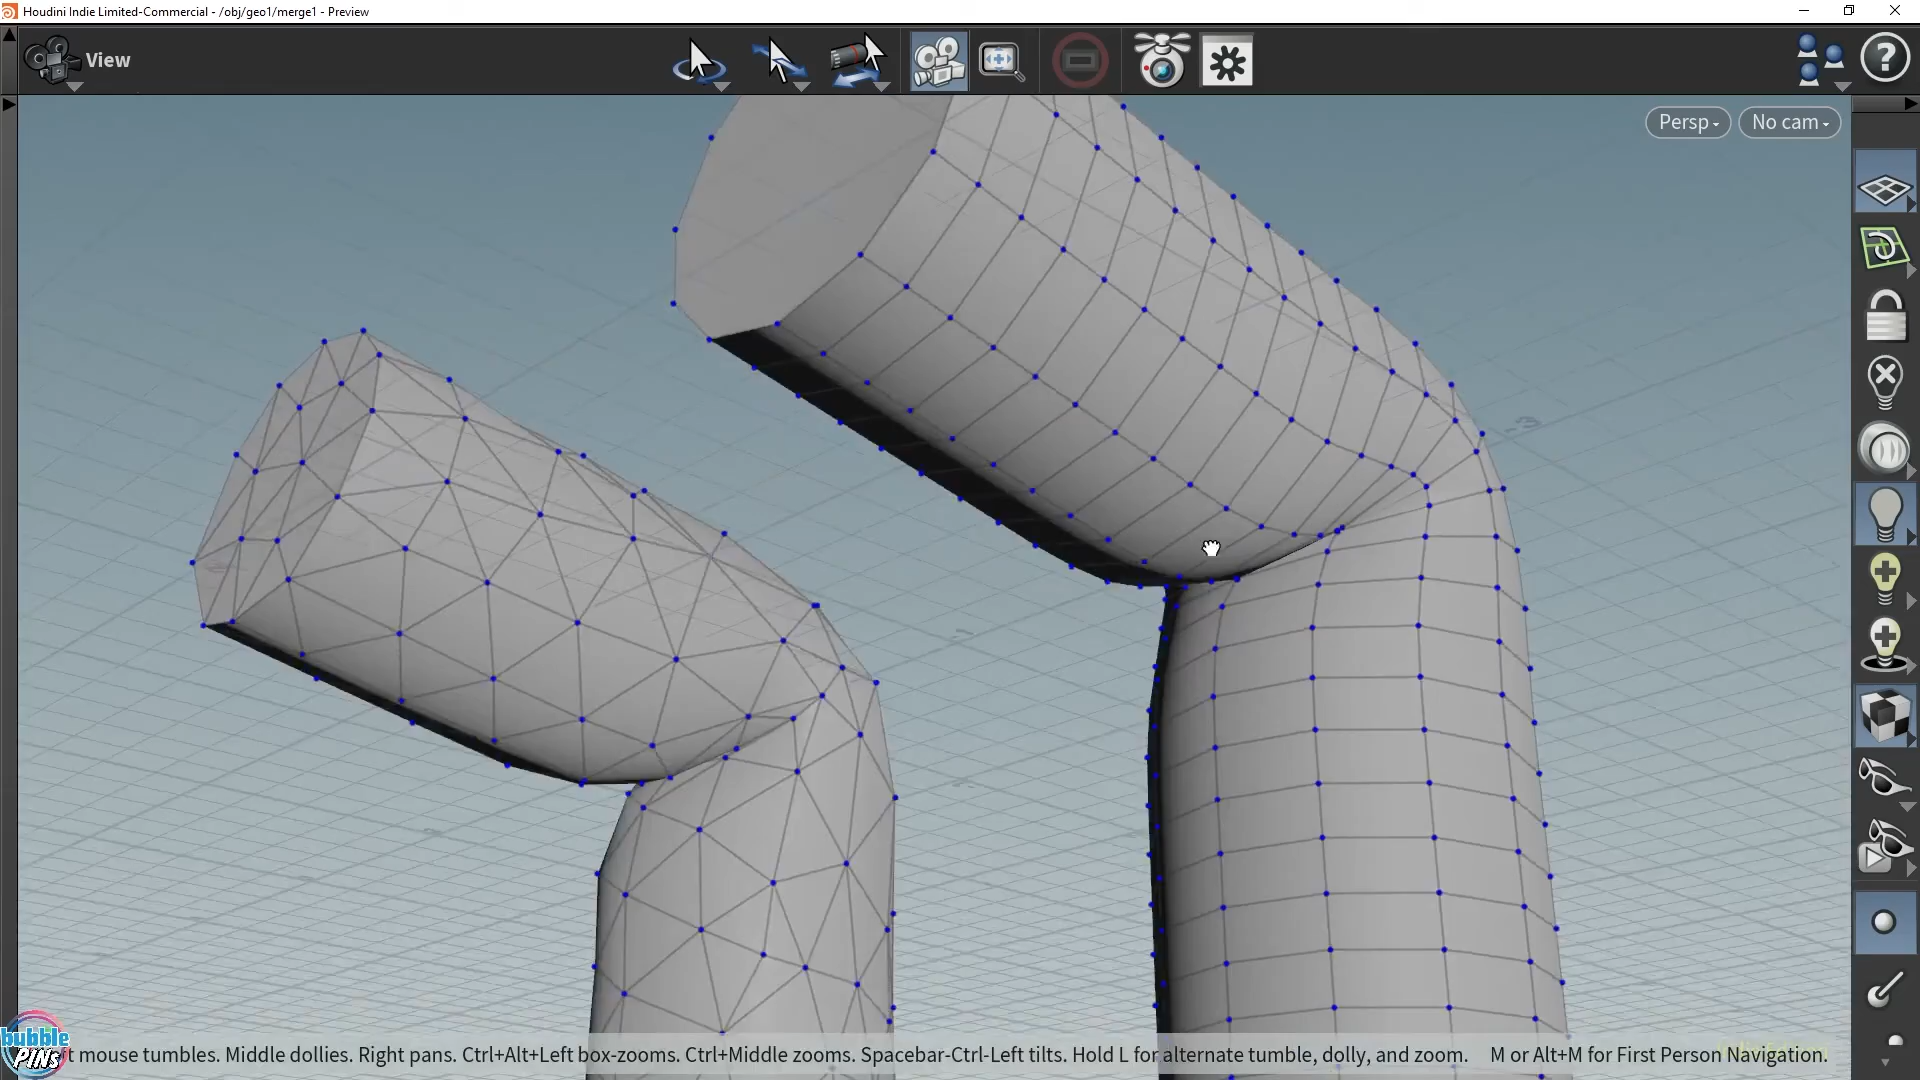 Houdini Indie Limited-Commercial - /obj/geo1/merge1 - Preview
View
?
Persp
No cam
bubble
PINS
t mouse tumbles. Middle dollies. Right pans. Ctrl+Alt+Left box-zooms. Ctrl+Middle zooms. Spacebar-Ctrl-Left tilts. Hold L for alternate tumble, dolly, and zoom. M or Alt+M for First Person Navigation.